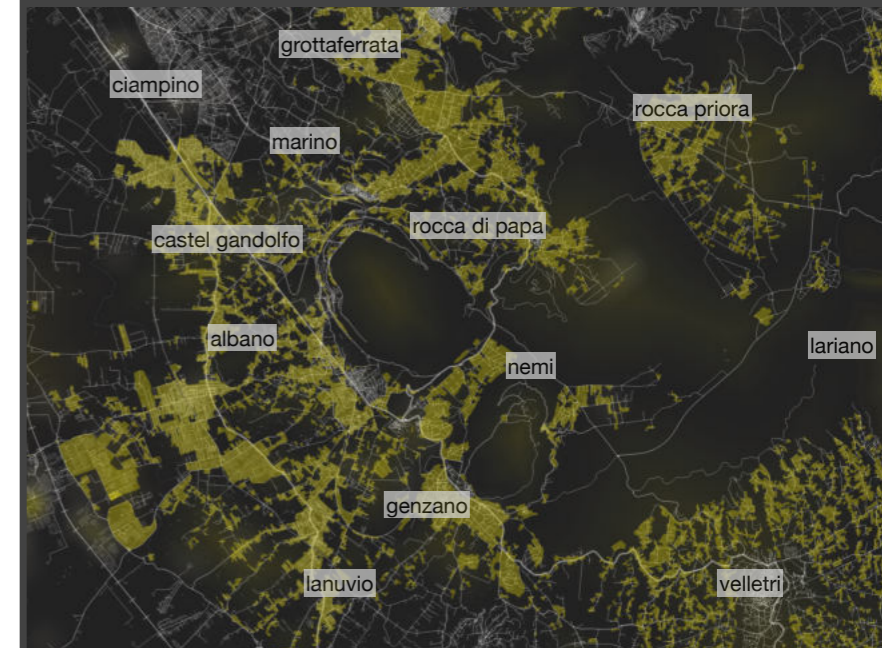 grottaferrata
ciampino
rocca priora
marino
rocca di papa
castel gandolfo
albano
lariano
nemi
genzano
lanuvio
velletri